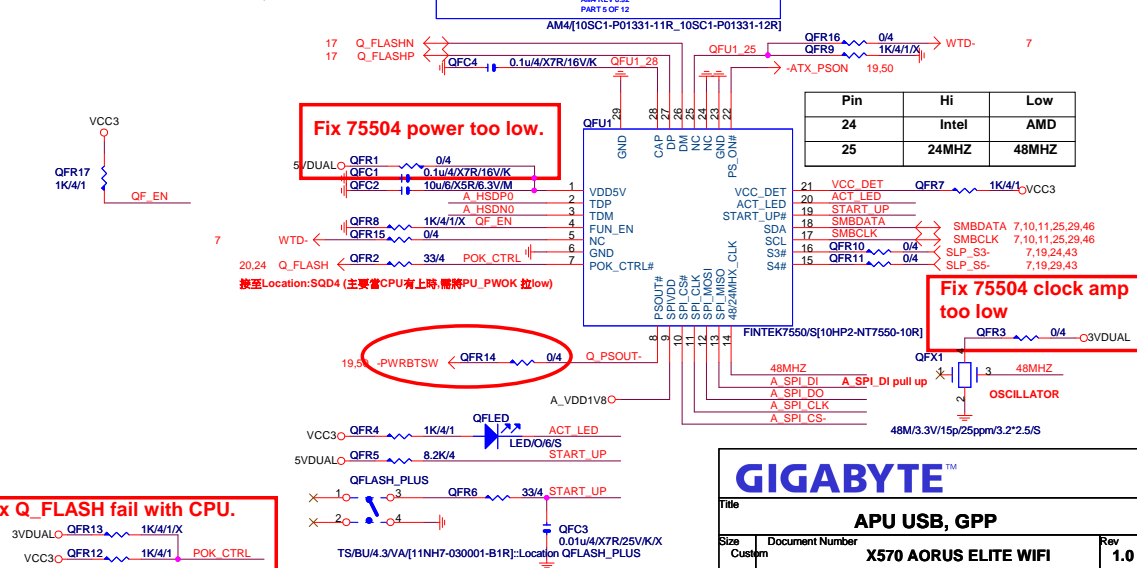 PART 5 OF 12
AM4/[10SC1-P01331-11R_10SC1-P01331-12R]
17 Q_FLASHN
17 Q_FLASHP
QFC4 0.1u/4/X7R/16V/K QFU1_28
QFU1_25
QFR16 0/4 WTD- 7
QFR9 1K/4/1/X
-ATX_PSON 19,50
Pin Hi Low
24 Intel AMD
25 24MHZ 48MHZ
VCC3
QFR17
1K/4/1
QF_EN
Fix 75504 power too low.
5VDUAL QFR1 0/4
QFC1 0.1u/4/X7R/16V/K
QFC2 10u/6/X5R/6.3V/M
A_HSDP0
A_HSDN0
QFR8 1K/4/1/X QF_EN
7 WTD- QFR15 0/4
20,24 Q_FLASH QFR2 33/4 POK_CTRL
接至Location:SQD4 (主要當CPU有上時,需將PU_PWOK 拉low)
QFU1
29 28 27 26 25 24 23 22
GND CAP DP DM NC NC GND PS_ON#
1 VDD5V
2 TDP
3 TDM
4 FUN_EN
5 NC
6 GND
7 POK_CTRL#
VCC_DET 21
ACT_LED 20
START_UP# 19
SDA 18
SCL 17
S3# 16
S4# 15
PSOUT# SPIVDD SPI_CS# SPI_CLK SPI_MOSI SPI_MISO 48/24MHX_CLK
8 9 10 11 12 13 14
FINTEK7550/S[10HP2-NT7550-10R]
VCC_DET QFR7 1K/4/1 VCC3
ACT_LED
START_UP
SMBDATA SMBDATA 7,10,11,25,29,46
SMBCLK SMBCLK 7,10,11,25,29,46
QFR10 0/4 SLP_S3- 7,19,24,43
QFR11 0/4 SLP_S5- 7,19,29,43
Fix 75504 clock amp
too low
QFR3 0/4 3VDUAL
QFX1
4
1
3 48MHZ
2
OSCILLATOR
48M/3.3V/15p/25ppm/3.2*2.5/S
-PWRBTSW QFR14 0/4 Q_PSOUT-
A_VDD1V8
48MHZ
A_SPI_DI A_SPI_DI pull up
A_SPI_DO
A_SPI_CLK
A_SPI_CS-
QFLED
VCC3 QFR4 1K/4/1 ACT_LED
LED/O/6/S
5VDUAL QFR5 8.2K/4 START_UP
QFLASH_PLUS
1 3 QFR6 33/4 START_UP
2 4
QFC3
0.01u/4/X7R/25V/K/X
TS/BU/4.3/VA/[11NH7-030001-B1R]::Location QFLASH_PLUS
x Q_FLASH fail with CPU.
3VDUAL QFR13 1K/4/1/X
VCC3 QFR12 1K/4/1 POK_CTRL
GIGABYTE™
Title
APU USB, GPP
Size Document Number Rev
Custom X570 AORUS ELITE WIFI 1.0